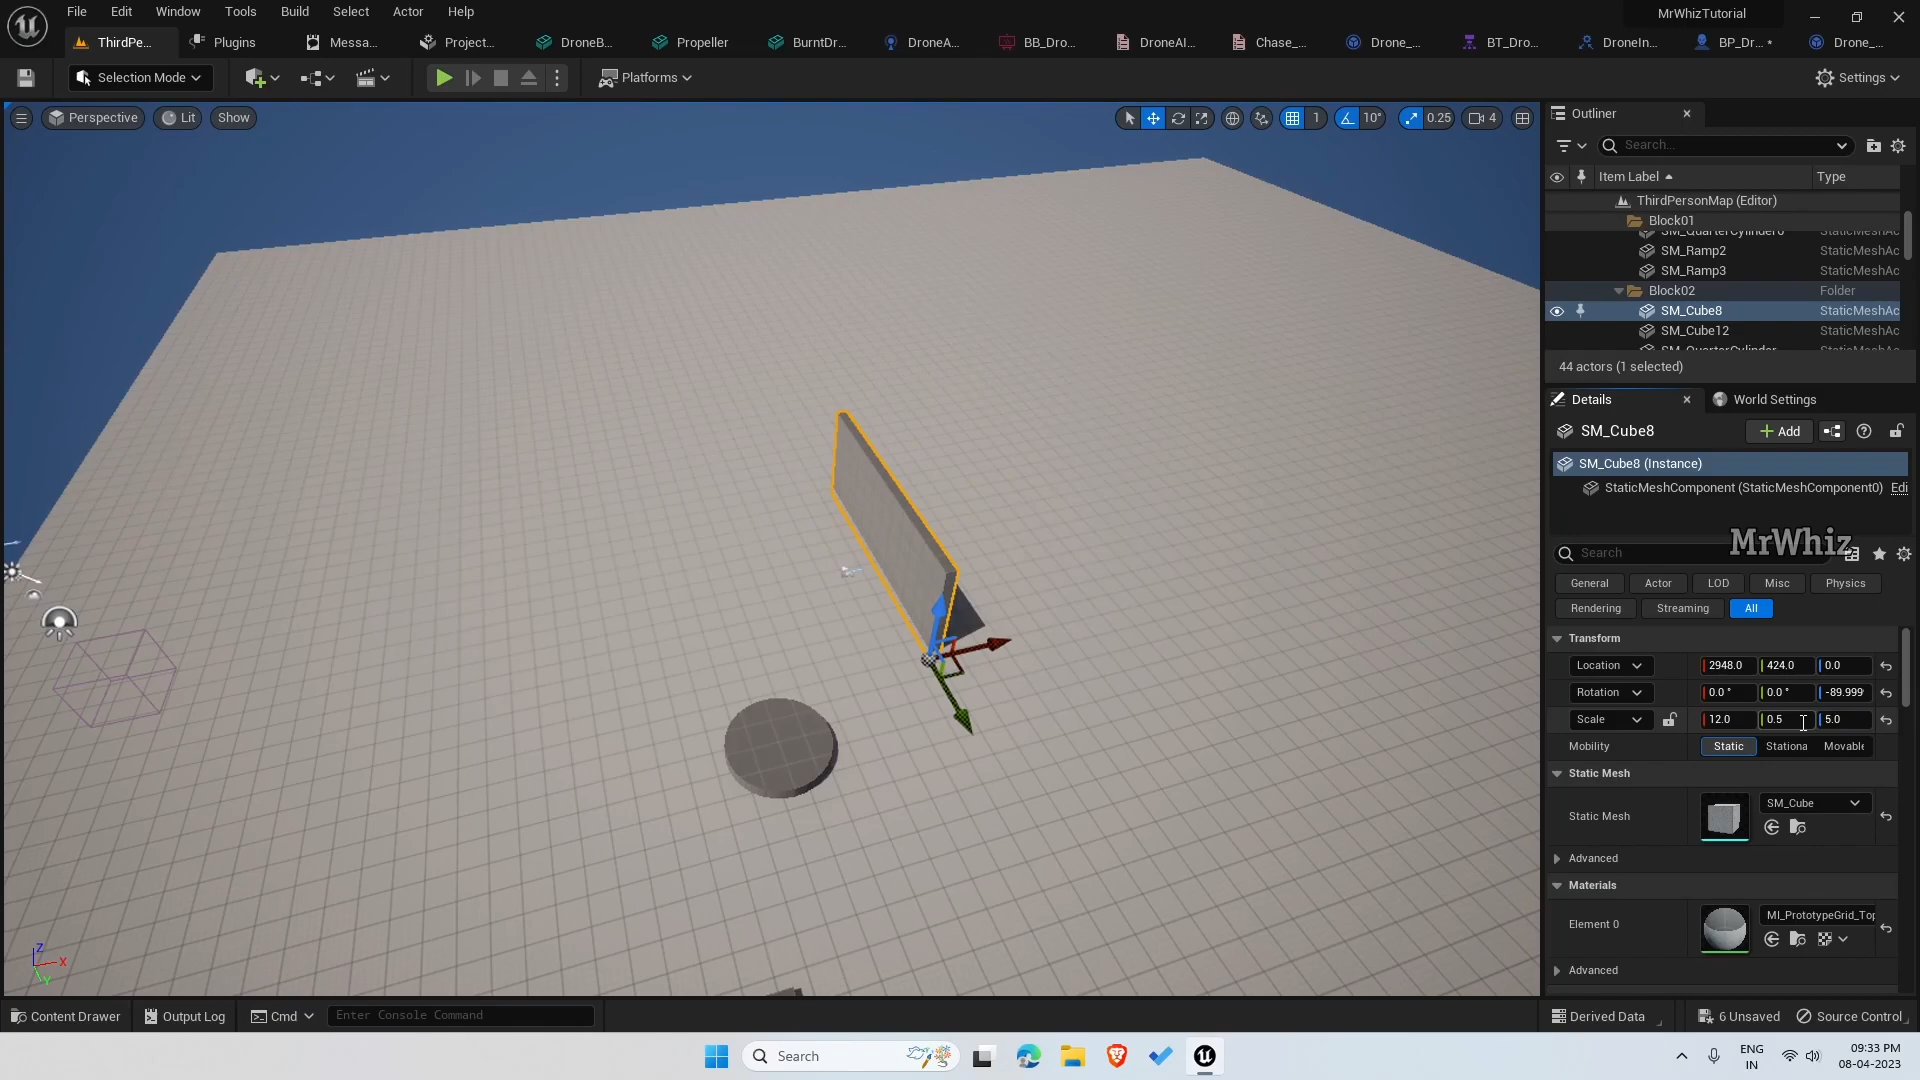 File Edit Window Tools Build Select Actor Help
MrWhizTutorial
ThirdPe... Plugins Messa... Project... DroneB... Propeller BurntDr... DroneA... BB_Dro... DroneAI... Chase_... Drone_... BT_Dro... DroneIn... BP_Dr... * Drone_...
Selection Mode Platforms Settings
Perspective Lit Show 1 10° 0.25 4
Outliner
Search...
Item Label Type
ThirdPersonMap (Editor)
Block01
SM_Ramp2 StaticMeshAc
SM_Ramp3 StaticMeshAc
Block02 Folder
SM_Cube8 StaticMeshAc
SM_Cube12 StaticMeshAc
44 actors (1 selected)
Details World Settings
SM_Cube8 Add
SM_Cube8 (Instance)
StaticMeshComponent (StaticMeshComponent0) Edi
MrWhiz
Search
General Actor LOD Misc Physics
Rendering Streaming All
Transform
Location 2948.0 424.0 0.0
Rotation 0.0 ° 0.0 ° -89.999
Scale 12.0 0.5 5.0
Mobility Static Stationa Movable
Static Mesh
Static Mesh SM_Cube
Advanced
Materials
Element 0 MI_PrototypeGrid_Top
Advanced
Z
X
Y
Content Drawer Output Log Cmd Enter Console Command Derived Data 6 Unsaved Source Control
Search
ENG
IN
09:33 PM
08-04-2023